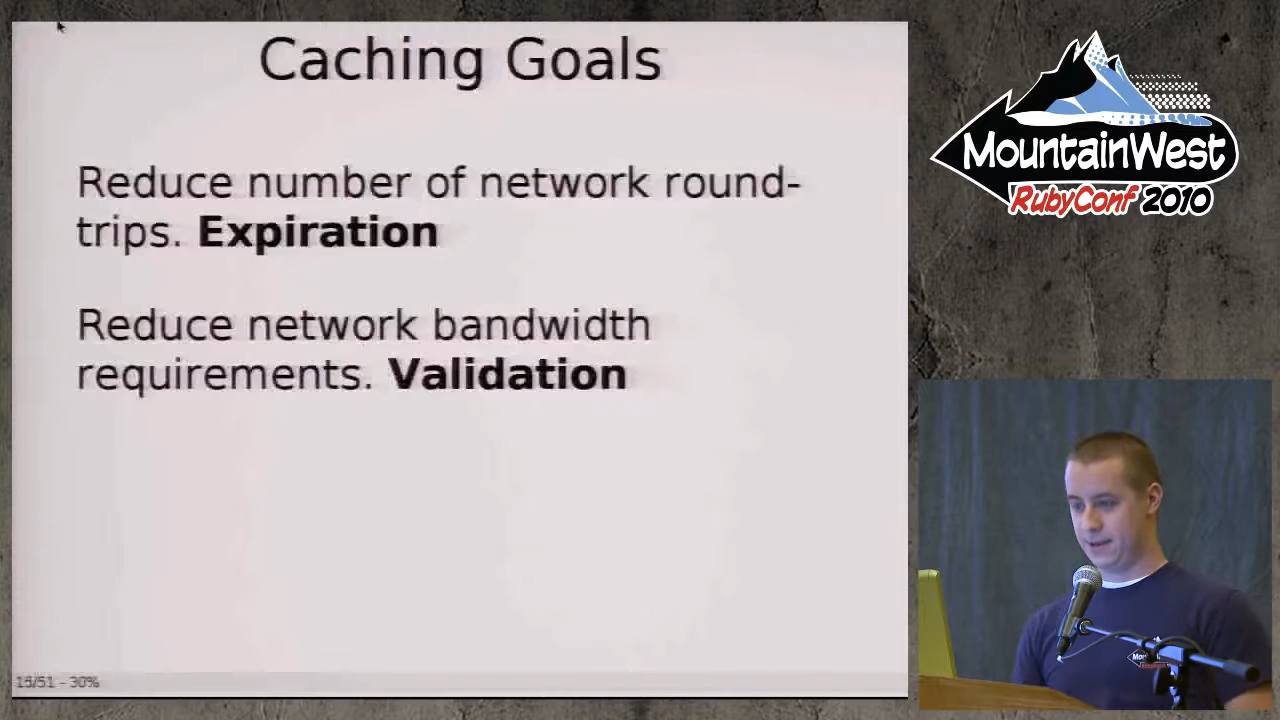 Caching Goals
Reduce number of network round-
trips. Expiration
Reduce network bandwidth
requirements. Validation
15/51 - 30%
MountainWest
RubyConf 2010